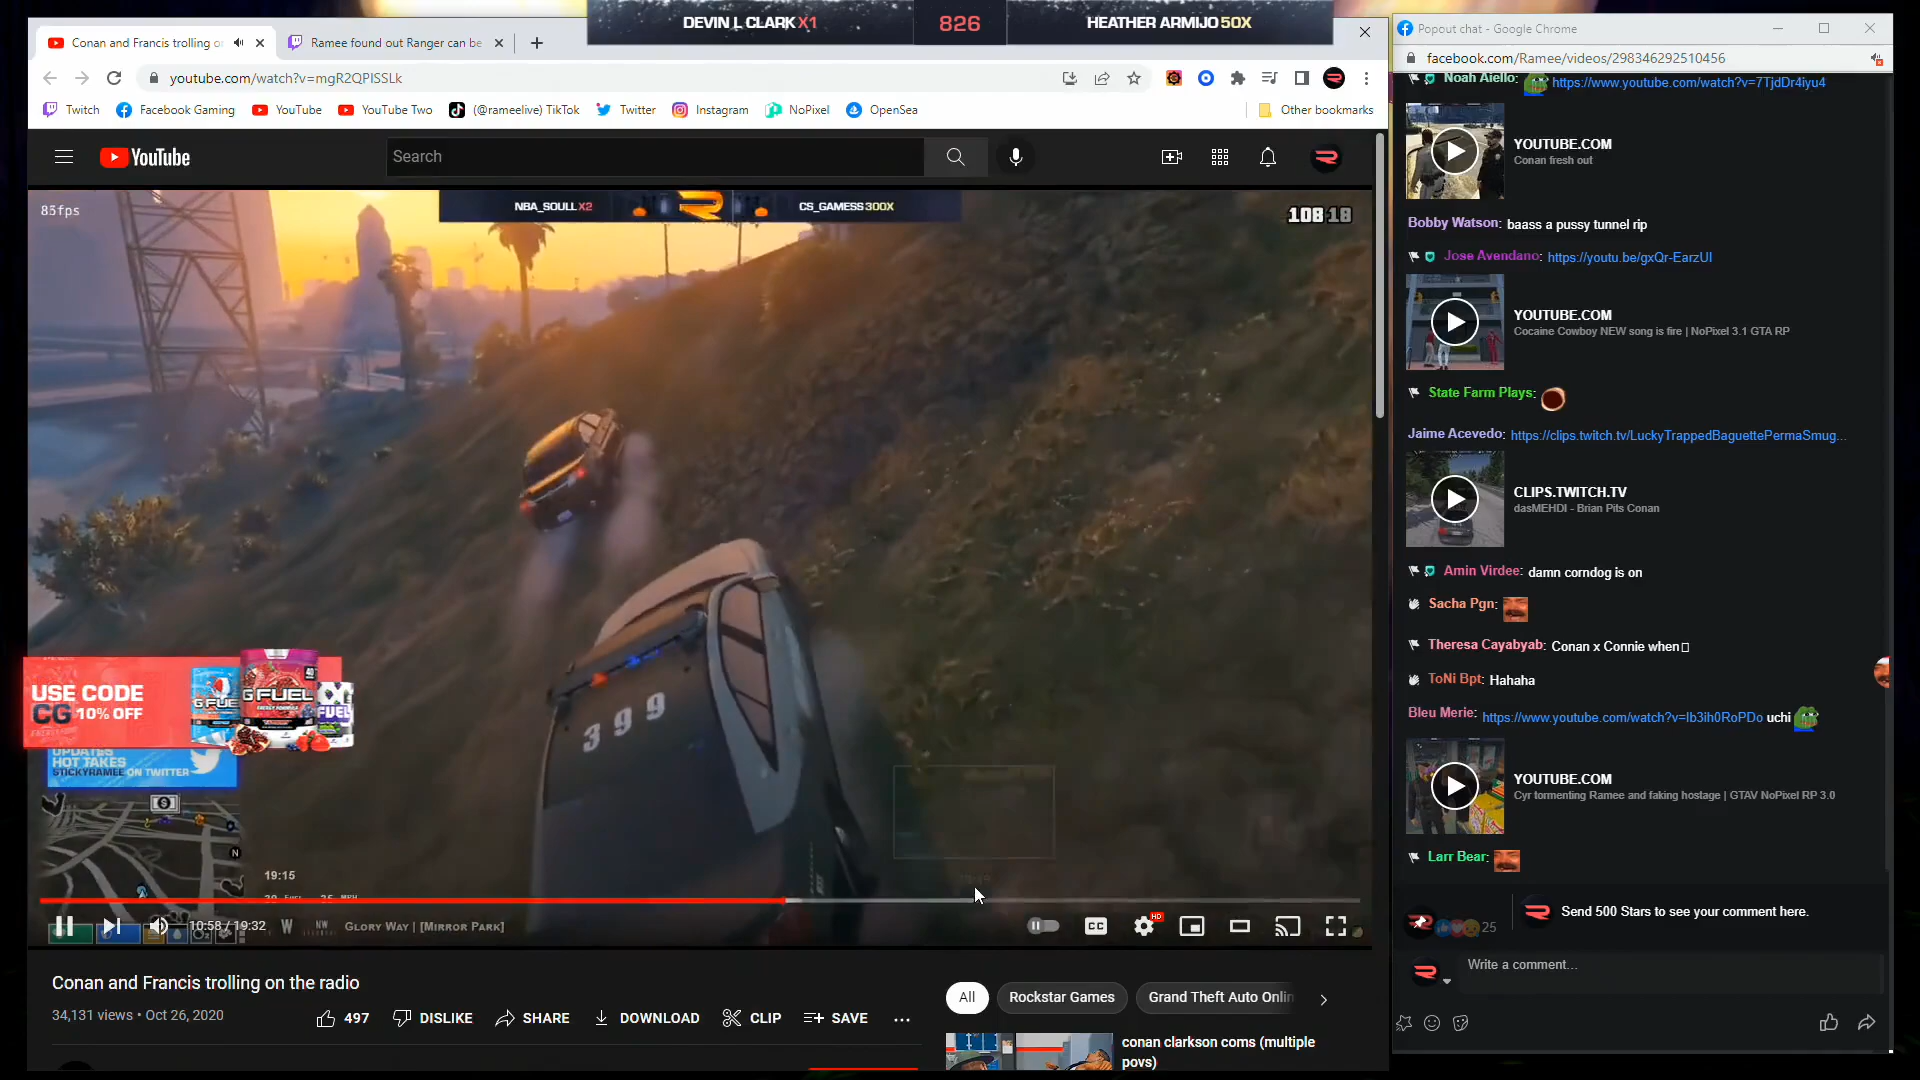 DEVIN L CLARK X1
826
HEATHER ARMIJO 50X
Conan and Francis trolling o
Ramee found out Ranger can be
youtube.com/watch?v=mgR2QPISSLk
Twitch
Facebook Gaming
YouTube
YouTube Two
(@rameelive) TikTok
Twitter
Instagram
NoPixel
OpenSea
Other bookmarks
YouTube
Search
85fps
NBA_SOULL X2
CS_GAMESS 300X
108 18
399
USE CODE
CG 10% OFF
G FUEL
UPDATES
HOT TAKES
STICKYRAMEE ON TWITTER
N
19:15
10:58 / 19:32
W
NW
GLORY WAY | [MIRROR PARK]
CC
HD
Conan and Francis trolling on the radio
34,131 views • Oct 26, 2020
497
DISLIKE
SHARE
DOWNLOAD
CLIP
SAVE
All
Rockstar Games
Grand Theft Auto Onlin
conan clarkson coms (multiple
povs)
Popout chat - Google Chrome
facebook.com/Ramee/videos/298346292510456
Noah Aiello: https://www.youtube.com/watch?v=7TjdDr4iyu4
YOUTUBE.COM
Conan fresh out
Bobby Watson: baass a pussy tunnel rip
Jose Avendano: https://youtu.be/gxQr-EarzUI
YOUTUBE.COM
Cocaine Cowboy NEW song is fire | NoPixel 3.1 GTA RP
State Farm Plays:
Jaime Acevedo: https://clips.twitch.tv/LuckyTrappedBaguettePermaSmug...
CLIPS.TWITCH.TV
dasMEHDI - Brian Pits Conan
Amin Virdee: damn corndog is on
Sacha Pgn:
Theresa Cayabyab: Conan x Connie when
ToNi Bpt: Hahaha
Bleu Merie: https://www.youtube.com/watch?v=Ib3ih0RoPDo uchi
YOUTUBE.COM
Cyr tormenting Ramee and faking hostage | GTAV NoPixel RP 3.0
Larr Bear:
25
Send 500 Stars to see your comment here.
Write a comment...